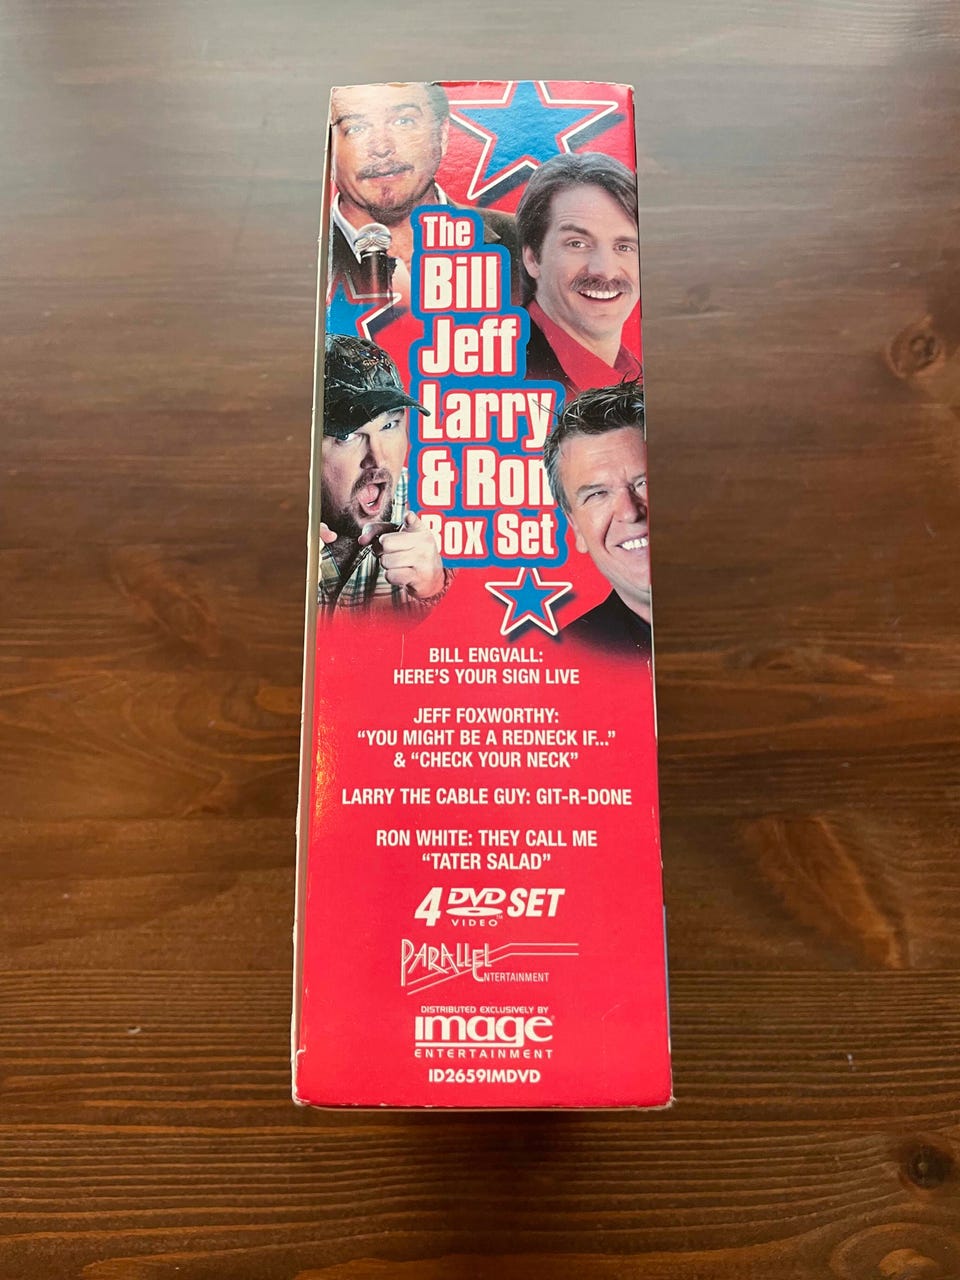 The
Bill
Jeff
Larry
& Ron
Box Set
BILL ENGVALL:
HERE'S YOUR SIGN LIVE
JEFF FOXWORTHY:
“YOU MIGHT BE A REDNECK IF...”
& “CHECK YOUR NECK”
LARRY THE CABLE GUY: GIT-R-DONE
RON WHITE: THEY CALL ME
“TATER SALAD”
4 DVD SET
VIDEO™
PARALLEL
ENTERTAINMENT
DISTRIBUTED EXCLUSIVELY BY
image®
ENTERTAINMENT
ID2659IMDVD